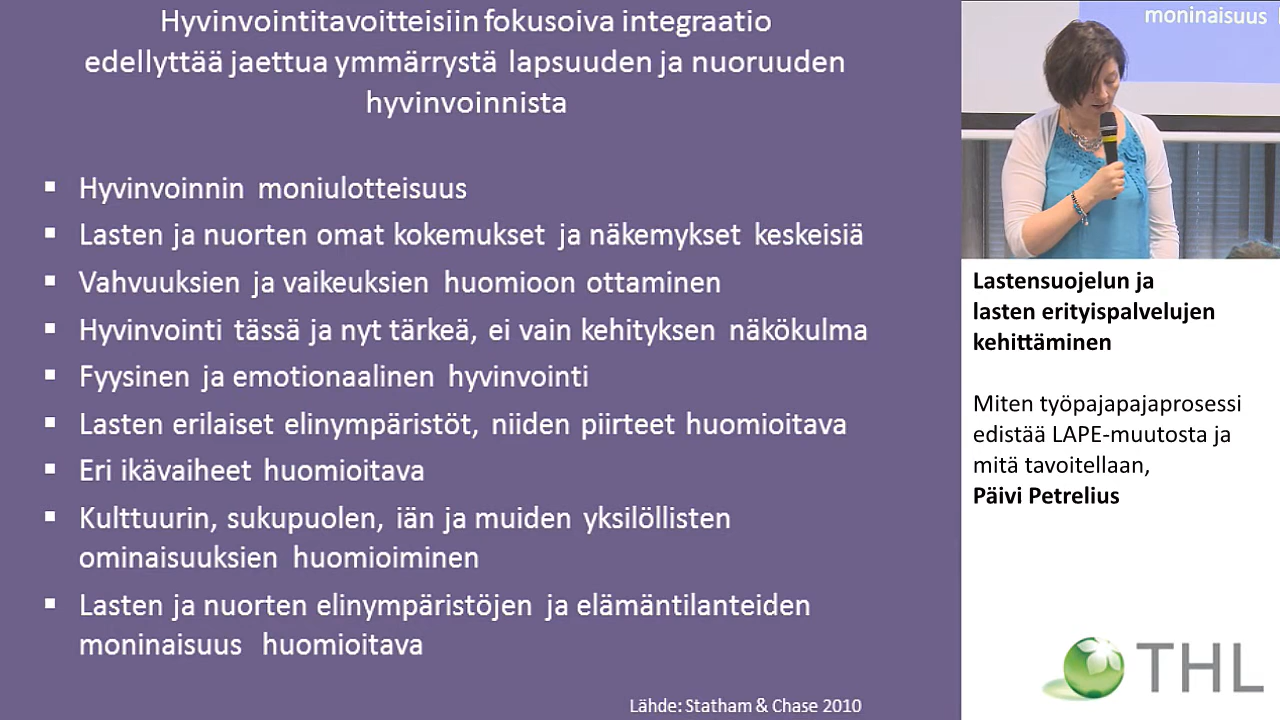 Hyvinvointitavoitteisiin fokusoiva integraatio
edellyttää jaettua ymmärrystä lapsuuden ja nuoruuden
hyvinvoinnista
▪ Hyvinvoinnin moniulotteisuus
▪ Lasten ja nuorten omat kokemukset ja näkemykset keskeisiä
▪ Vahvuuksien ja vaikeuksien huomioon ottaminen
▪ Hyvinvointi tässä ja nyt tärkeä, ei vain kehityksen näkökulma
▪ Fyysinen ja emotionaalinen hyvinvointi
▪ Lasten erilaiset elinympäristöt, niiden piirteet huomioitava
▪ Eri ikävaiheet huomioitava
▪ Kulttuurin, sukupuolen, iän ja muiden yksilöllisten
ominaisuuksien huomioiminen
▪ Lasten ja nuorten elinympäristöjen ja elämäntilanteiden
moninaisuus huomioitava
Lähde: Statham & Chase 2010
moninaisuus
Lastensuojelun ja
lasten erityispalvelujen
kehittäminen
Miten työpajapajaprosessi
edistää LAPE-muutosta ja
mitä tavoitellaan,
Päivi Petrelius
THL